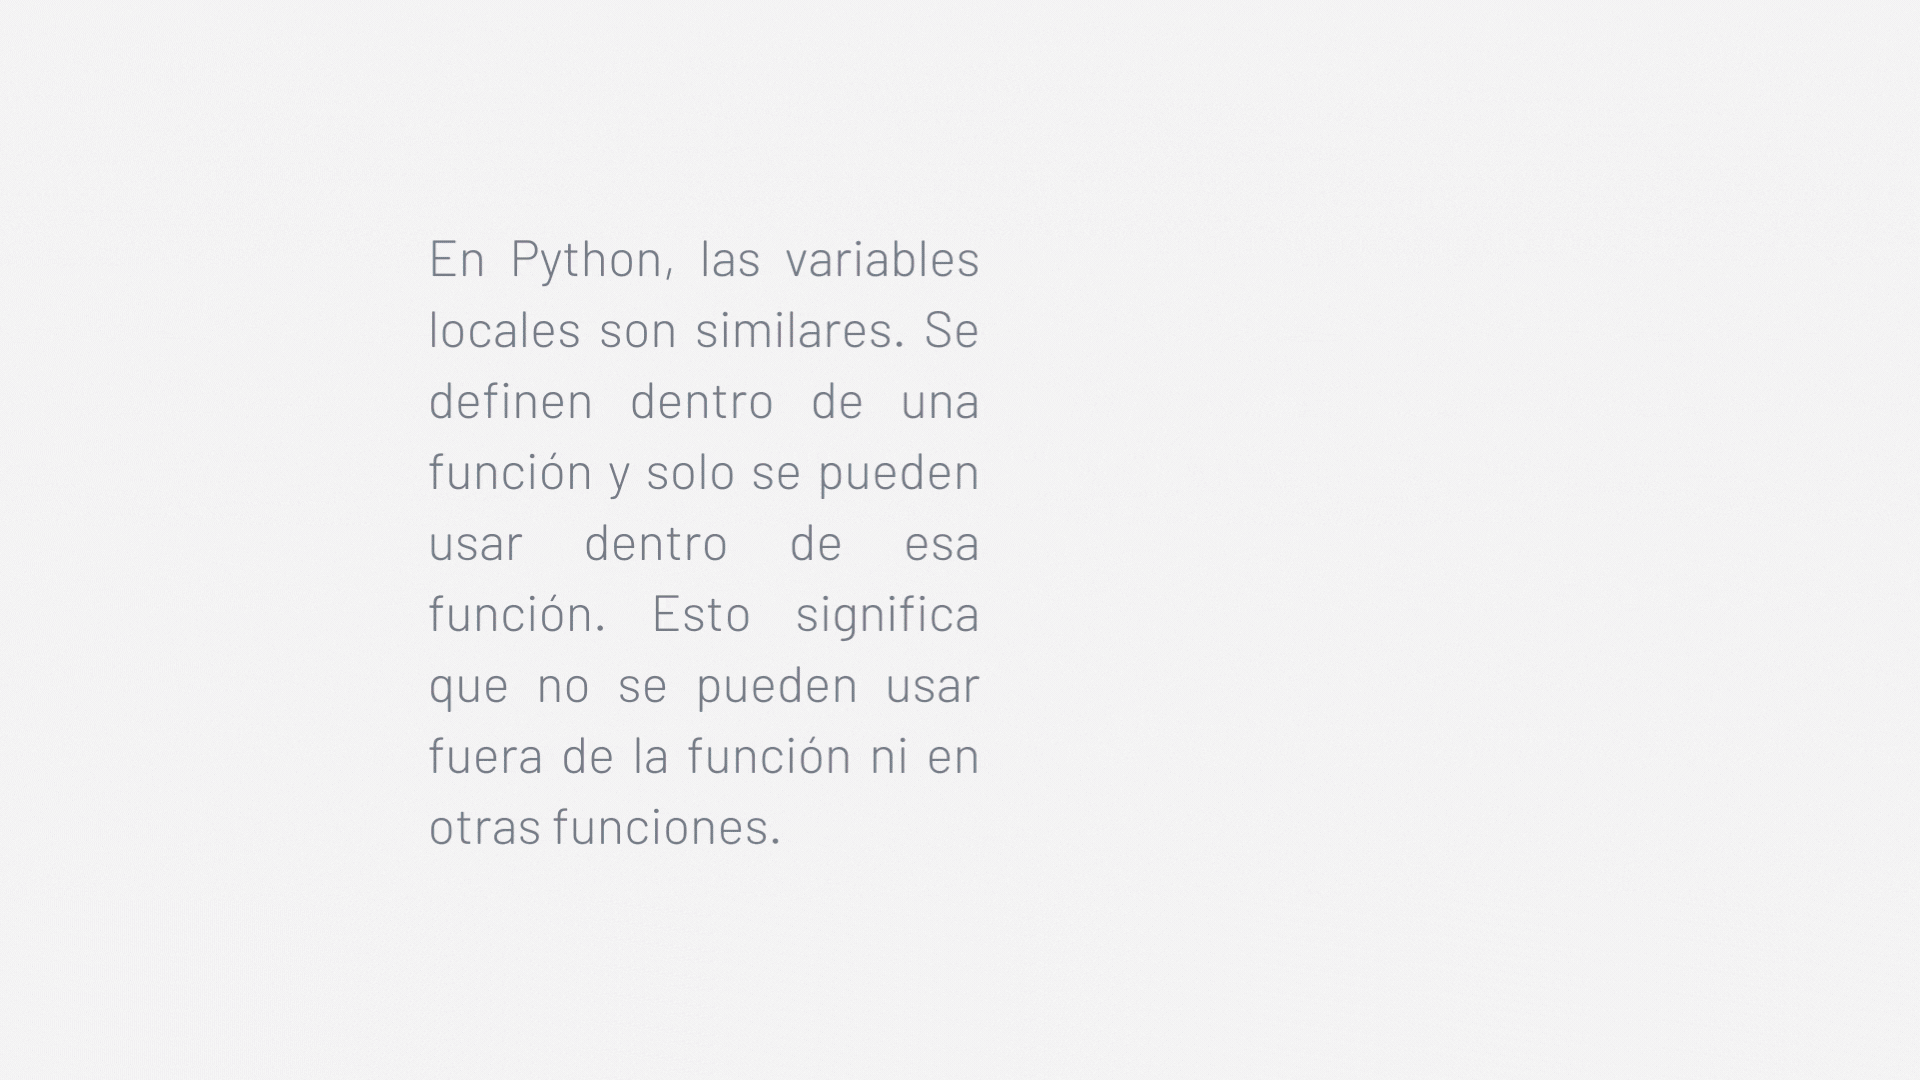 En Python, las variables
locales son similares. Se
definen dentro de una
función y solo se pueden
usar dentro de esa
función. Esto significa
que no se pueden usar
fuera de la función ni en
otras funciones.